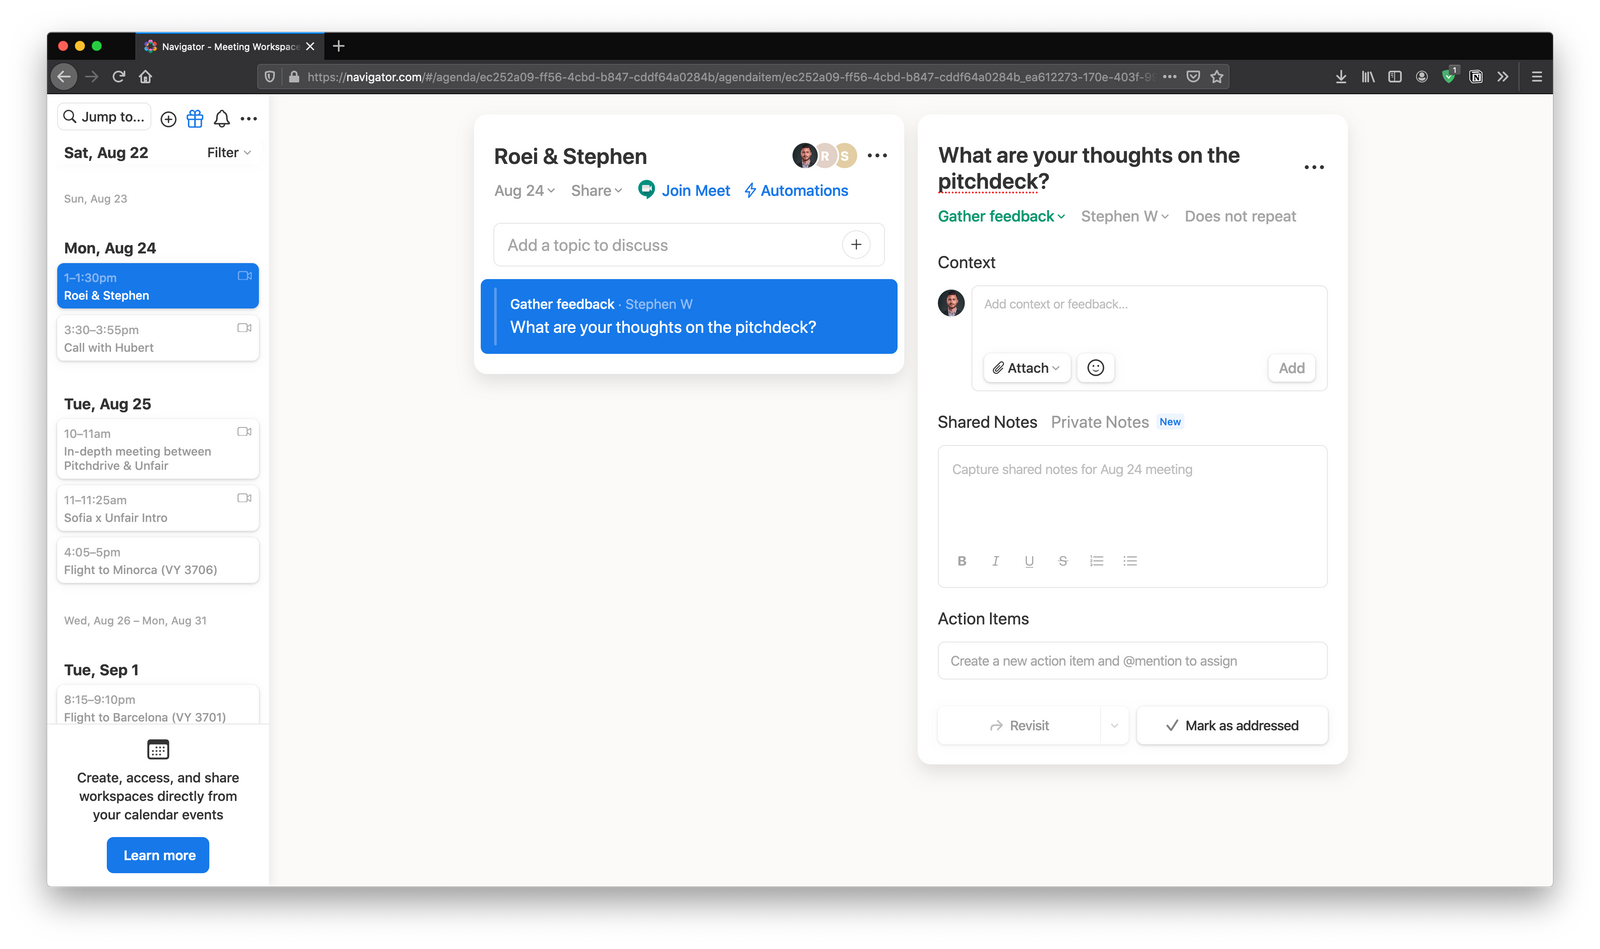 Navigator - Meeting Workspace
https://navigator.com/#/agenda/ec252a09-ff56-4cbd-b847-cddf64a0284b/agendaitem/ec252a09-ff56-4cbd-b847-cddf64a0284b_ea612273-170e-403f-95
1
Jump to...
Sat, Aug 22
Filter
Sun, Aug 23
Mon, Aug 24
1–1:30pm
Roei & Stephen
3:30–3:55pm
Call with Hubert
Tue, Aug 25
10–11am
In-depth meeting between
Pitchdrive & Unfair
11–11:25am
Sofia x Unfair Intro
4:05–5pm
Flight to Minorca (VY 3706)
Wed, Aug 26 – Mon, Aug 31
Tue, Sep 1
8:15–9:10pm
Flight to Barcelona (VY 3701)
Create, access, and share
workspaces directly from
your calendar events
Learn more
Roei & Stephen
R
S
Aug 24
Share
Join Meet
Automations
Add a topic to discuss
Gather feedback · Stephen W
What are your thoughts on the pitchdeck?
What are your thoughts on the
pitchdeck?
Gather feedback
Stephen W
Does not repeat
Context
Add context or feedback...
Attach
Add
Shared Notes
Private Notes
New
Capture shared notes for Aug 24 meeting
B I U S
Action Items
Create a new action item and @mention to assign
Revisit
Mark as addressed